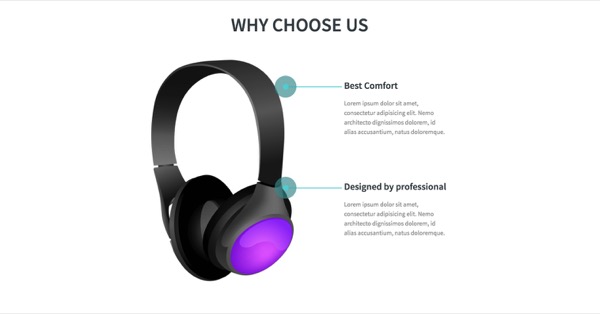 WHY CHOOSE US
Best Comfort
Lorem ipsum dolor sit amet,
consectetur adipisicing elit. Nemo
architecto dignissimos dolorem, id
alias accusantium, natus doloremque.
Designed by professional
Lorem ipsum dolor sit amet,
consectetur adipisicing elit. Nemo
architecto dignissimos dolorem, id
alias accusantium, natus doloremque.